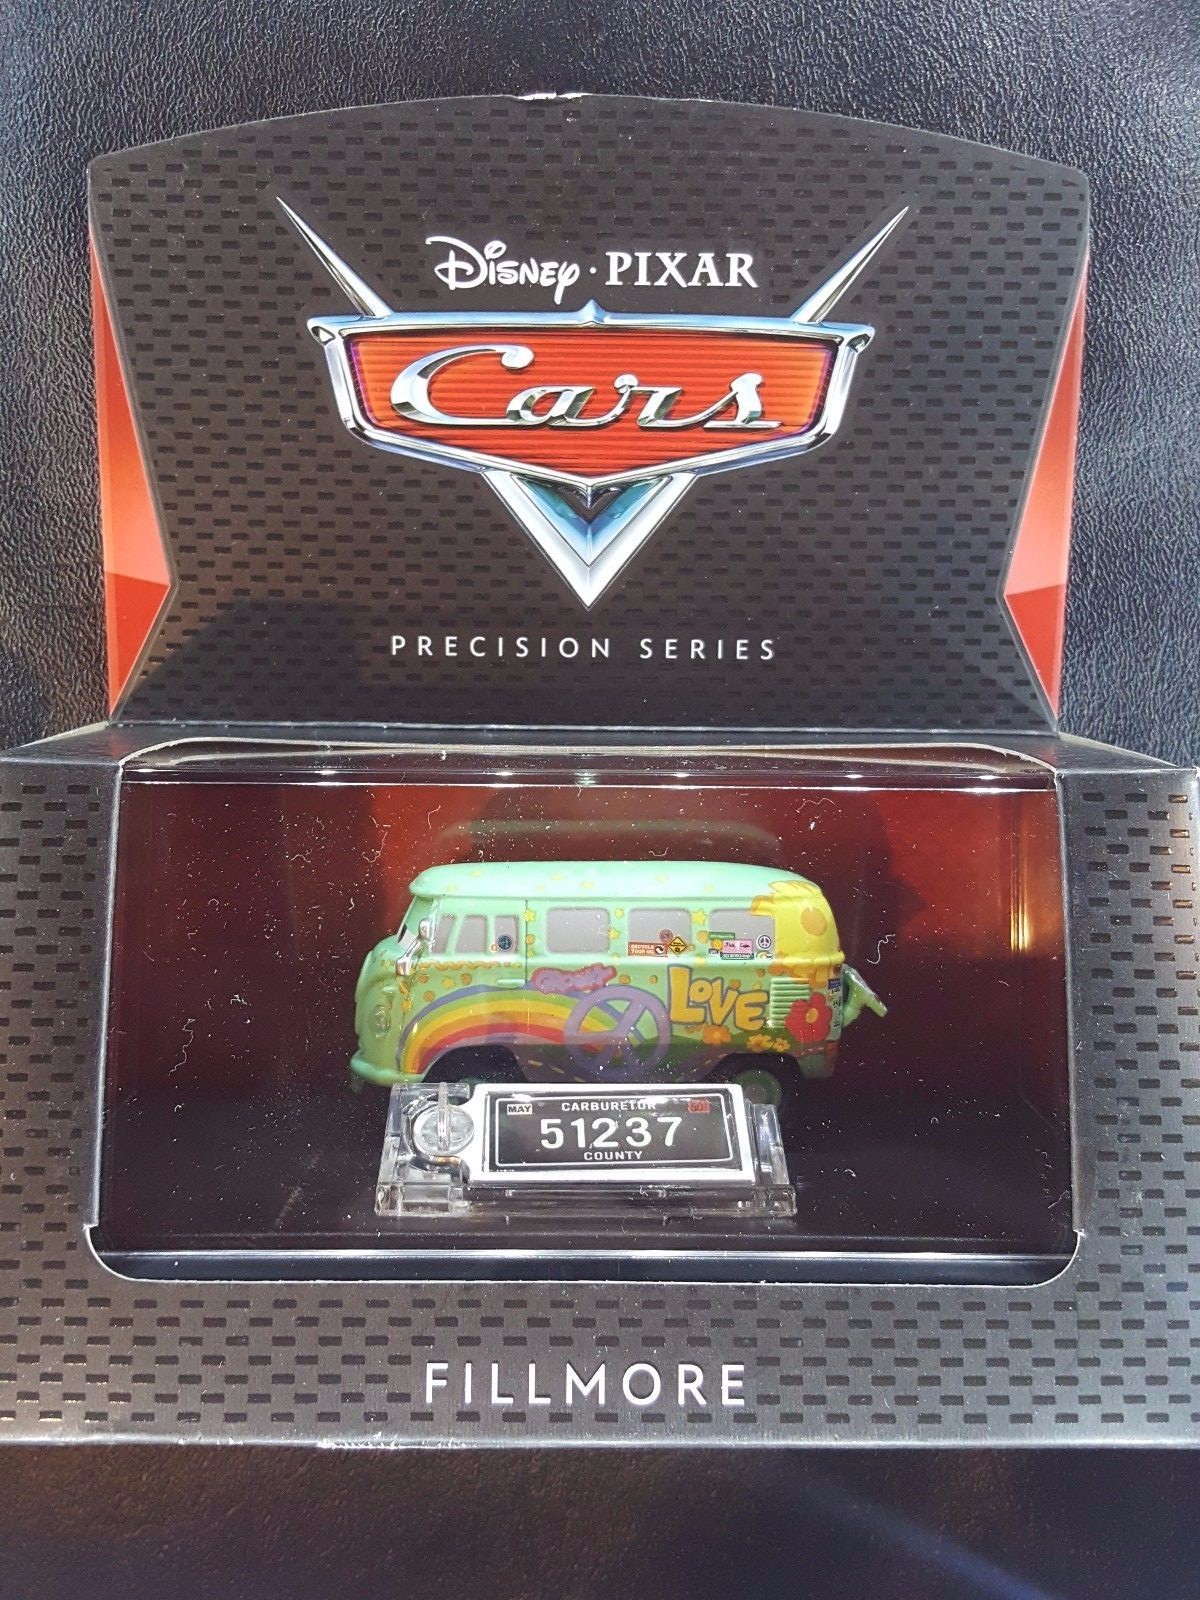 Disney · PIXAR
Cars
PRECISION SERIES
LOVE
MAY CARBURETOR
51237
COUNTY
FILLMORE